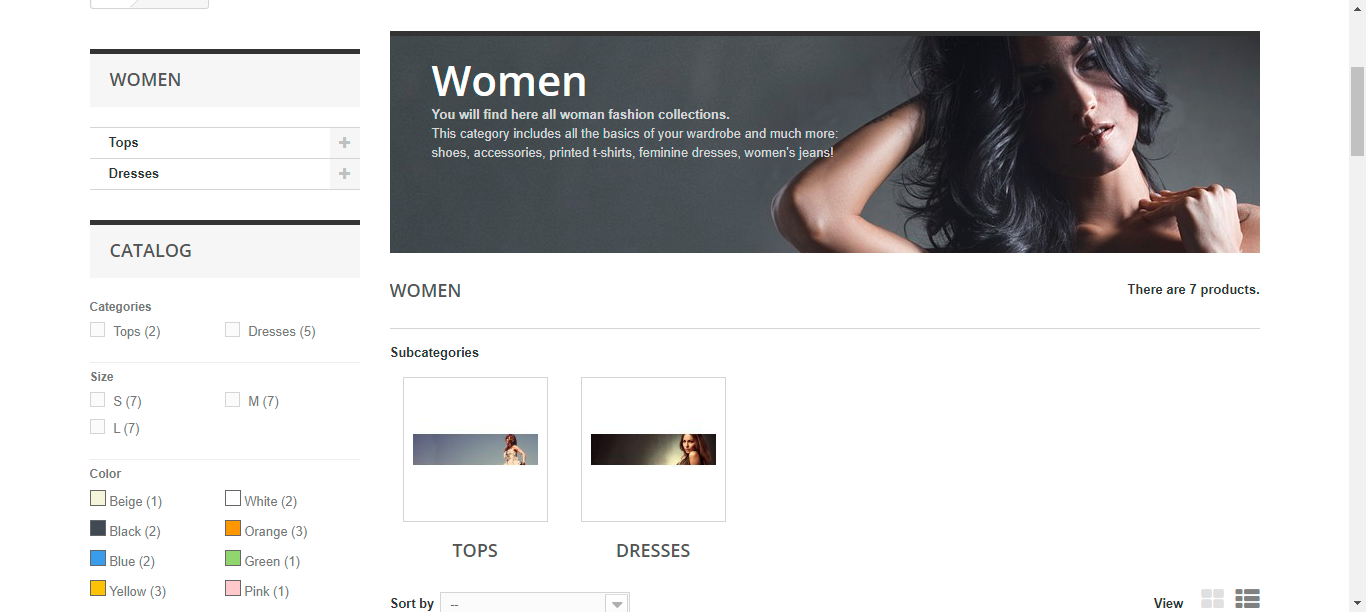 WOMEN
Tops
Dresses
CATALOG
Categories
Tops (2)
Dresses (5)
Size
S (7)
M (7)
L (7)
Color
Beige (1)
White (2)
Black (2)
Orange (3)
Blue (2)
Green (1)
Yellow (3)
Pink (1)
Women
You will find here all woman fashion collections.
This category includes all the basics of your wardrobe and much more:
shoes, accessories, printed t-shirts, feminine dresses, women's jeans!
WOMEN
There are 7 products.
Subcategories
TOPS
DRESSES
Sort by
--
View